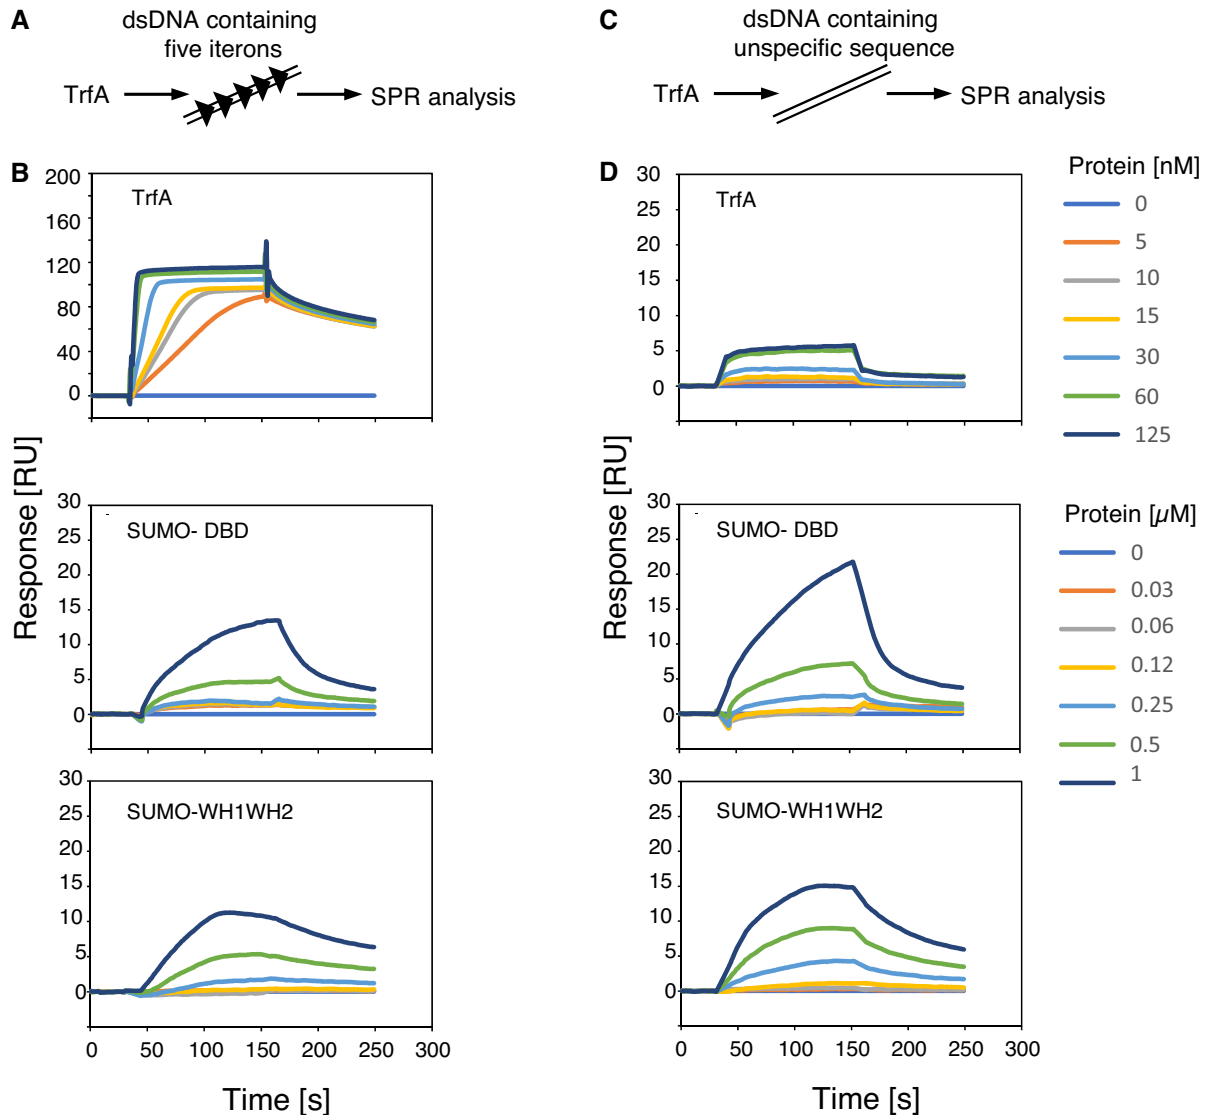 A
dsDNA containing
five iterons
TrfA
SPR analysis
C
dsDNA containing
unspecific sequence
TrfA
SPR analysis
B
200
160
120
80
40
0
TrfA
D
30
25
20
15
10
5
0
TrfA
Protein [nM]
0
5
10
15
30
60
125
Response [RU]
30
25
20
15
10
5
0
SUMO- DBD
Response [RU]
30
25
20
15
10
5
0
SUMO- DBD
Protein [µM]
0
0.03
0.06
0.12
0.25
0.5
1
30
25
20
15
10
5
0
SUMO-WH1WH2
0 50 100 150 200 250 300
Time [s]
30
25
20
15
10
5
0
SUMO-WH1WH2
0 50 100 150 200 250 300
Time [s]